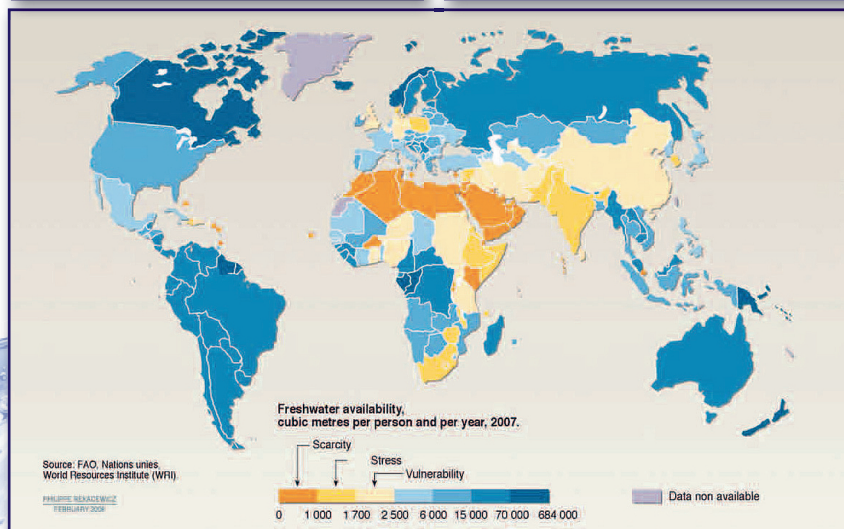 Freshwater availability,
cubic metres per person and per year, 2007.
Scarcity
Stress
Vulnerability
0 1 000 1 700 2 500 6 000 15 000 70 000 684 000
Data non available
Source: FAO, Nations unies,
World Resources Institute (WRI).
PHILIPPE REKACEWICZ
FEBRUARY 2006